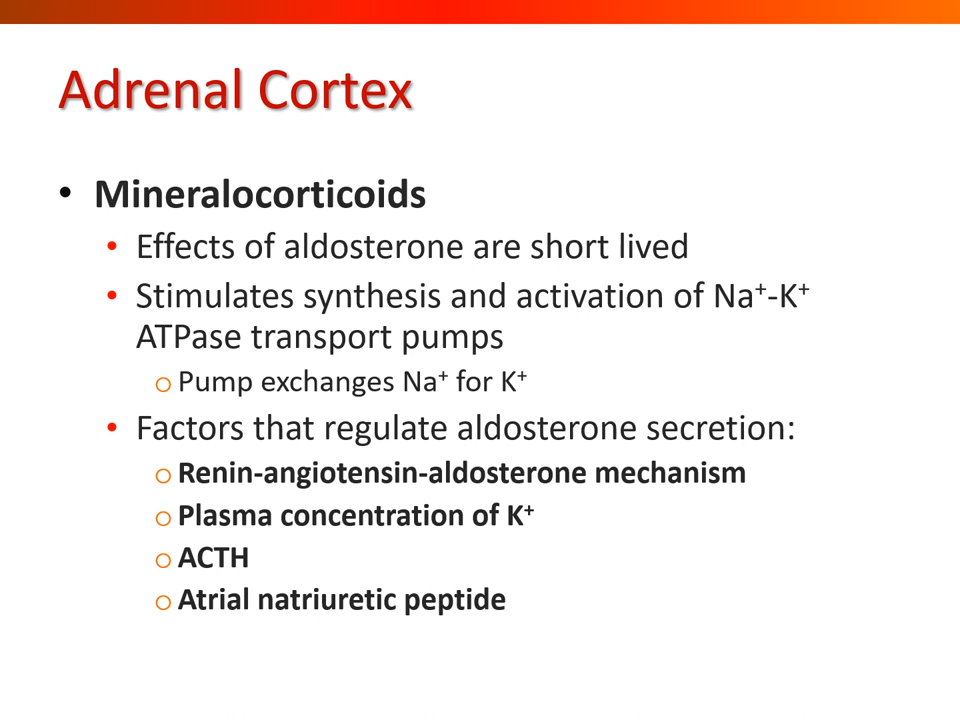 Adrenal Cortex
• Mineralocorticoids
• Effects of aldosterone are short lived
• Stimulates synthesis and activation of Na⁺-K⁺
ATPase transport pumps
o Pump exchanges Na⁺ for K⁺
• Factors that regulate aldosterone secretion:
o Renin-angiotensin-aldosterone mechanism
o Plasma concentration of K⁺
o ACTH
o Atrial natriuretic peptide